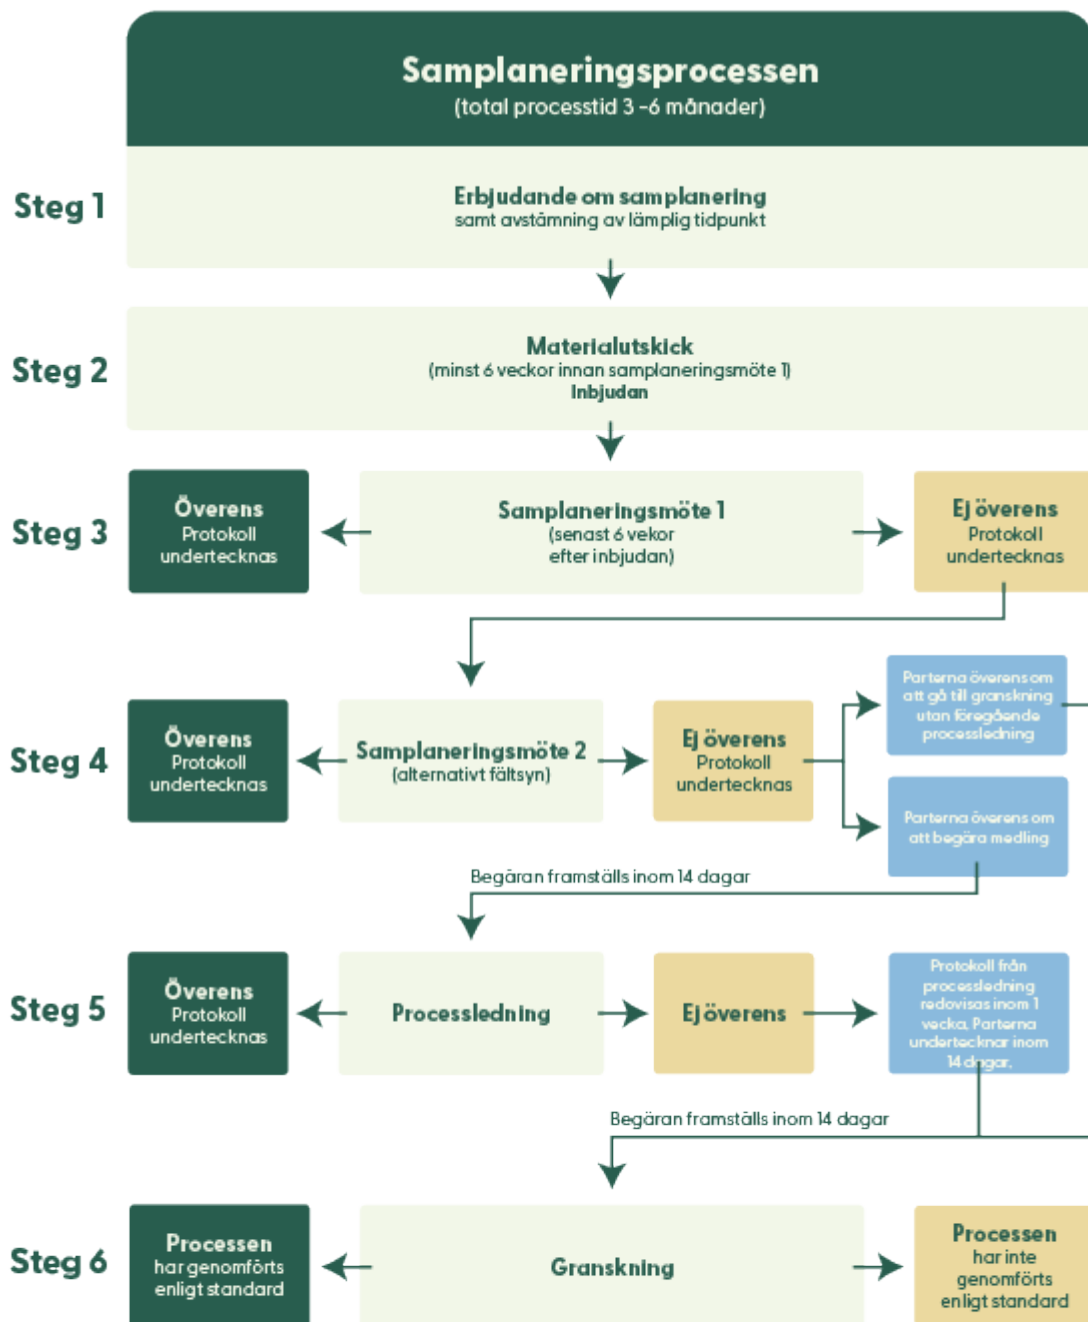 Samplaneringsprocessen
(total processtid 3 -6 månader)
Steg 1
Erbjudande om samplanering
samt avstämning av lämplig tidpunkt
Steg 2
Materialutskick
(minst 6 veckor innan samplaneringsmöte 1)
Inbjudan
Steg 3
Överens
Protokoll
undertecknas
Samplaneringsmöte 1
(senast 6 vekor
efter inbjudan)
Ej överens
Protokoll
undertecknas
Steg 4
Överens
Protokoll
undertecknas
Samplaneringsmöte 2
(alternativt fältsyn)
Ej överens
Protokoll
undertecknas
Parterna överens om
att gå till granskning
utan föregående
processledning
Parterna överens om
att begära medling
Begäran framställs inom 14 dagar
Steg 5
Överens
Protokoll
undertecknas
Processledning
Ej överens
Protokoll från
processledning
redovisas inom 1
vecka. Parterna
undertecknar inom
14 dagar.
Begäran framställs inom 14 dagar
Steg 6
Processen
har genomförts
enligt standard
Granskning
Processen
har inte
genomförts
enligt standard